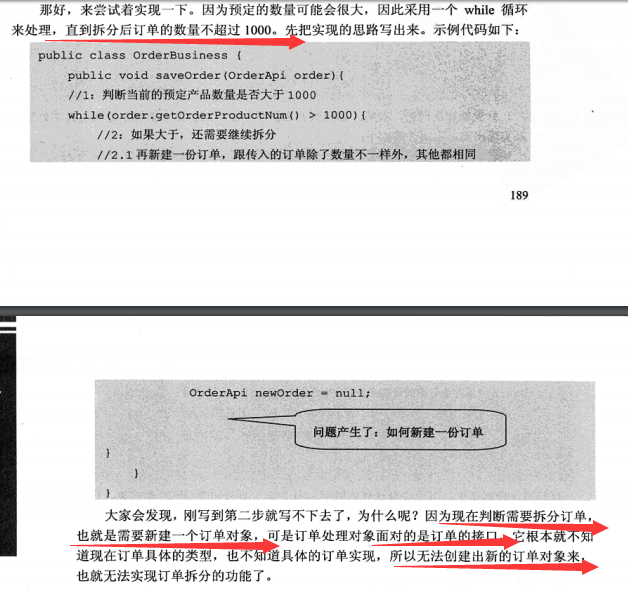 那好，来尝试着实现一下。因为预定的数量可能会很大，因此采用一个 while 循环
来处理，直到拆分后订单的数量不超过 1000。先把实现的思路写出来。示例代码如下：
public class OrderBusiness {
public void saveOrder(OrderApi order){
//1：判断当前的预定产品数量是否大于 1000
while(order.getOrderProductNum() > 1000){
//2：如果大于，还需要继续拆分
//2.1 再新建一份订单，跟传入的订单除了数量不一样外，其他都相同
189
OrderApi newOrder = null;
问题产生了：如何新建一份订单
}
}
}
大家会发现，刚写到第二步就写不下去了，为什么呢？因为现在判断需要拆分订单，
也就是需要新建一个订单对象，可是订单处理对象面对的是订单的接口，它根本就不知
道现在订单具体的类型，也不知道具体的订单实现，所以无法创建出新的订单对象来，
也就无法实现订单拆分的功能了。